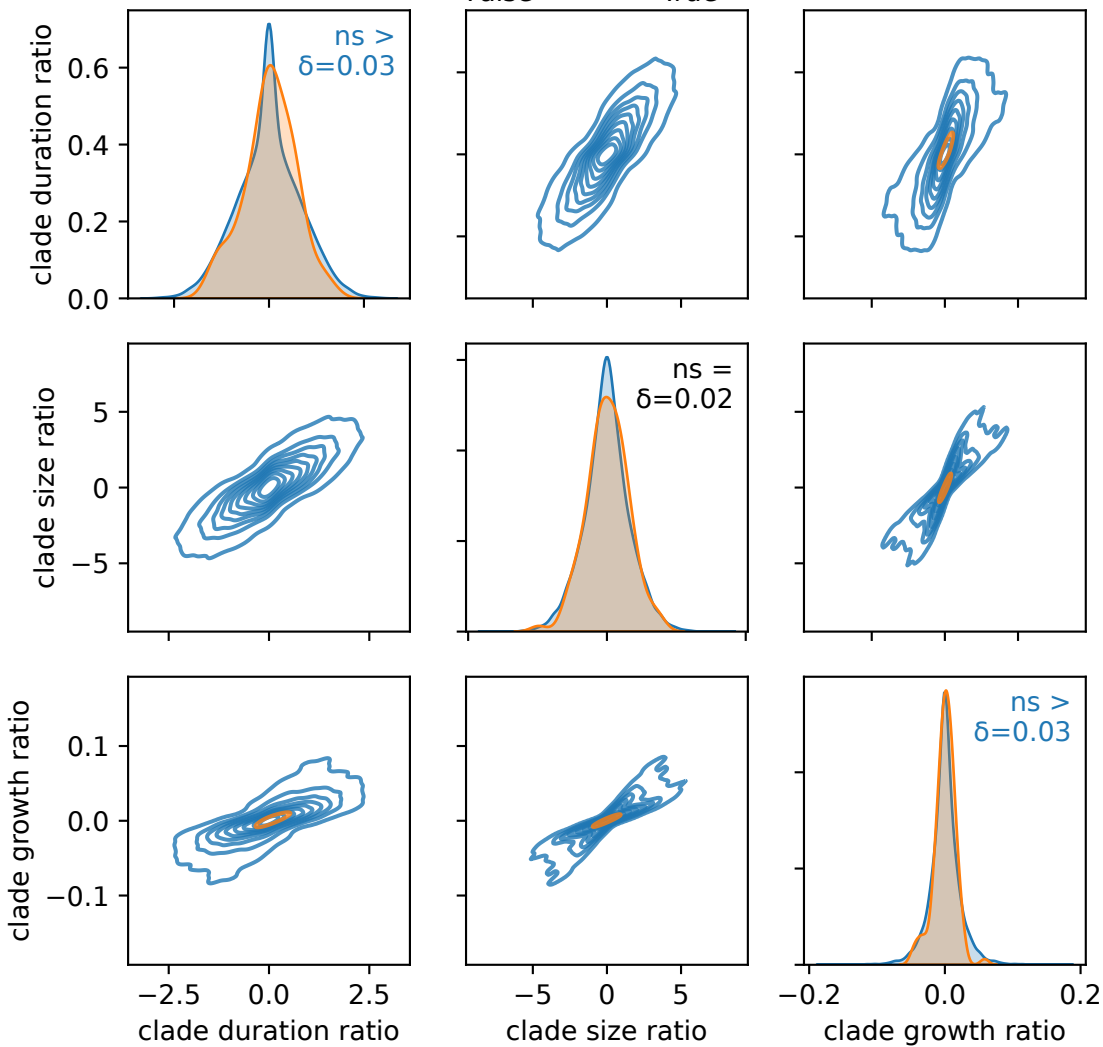 clade duration ratio
0.6
0.4
0.2
0.0
ns >
δ=0.03
clade size ratio
5
0
−5
ns =
δ=0.02
clade growth ratio
0.1
0.0
−0.1
ns >
δ=0.03
−2.5 0.0 2.5
−5 0 5
−0.2 0.0 0.2
clade duration ratio
clade size ratio
clade growth ratio